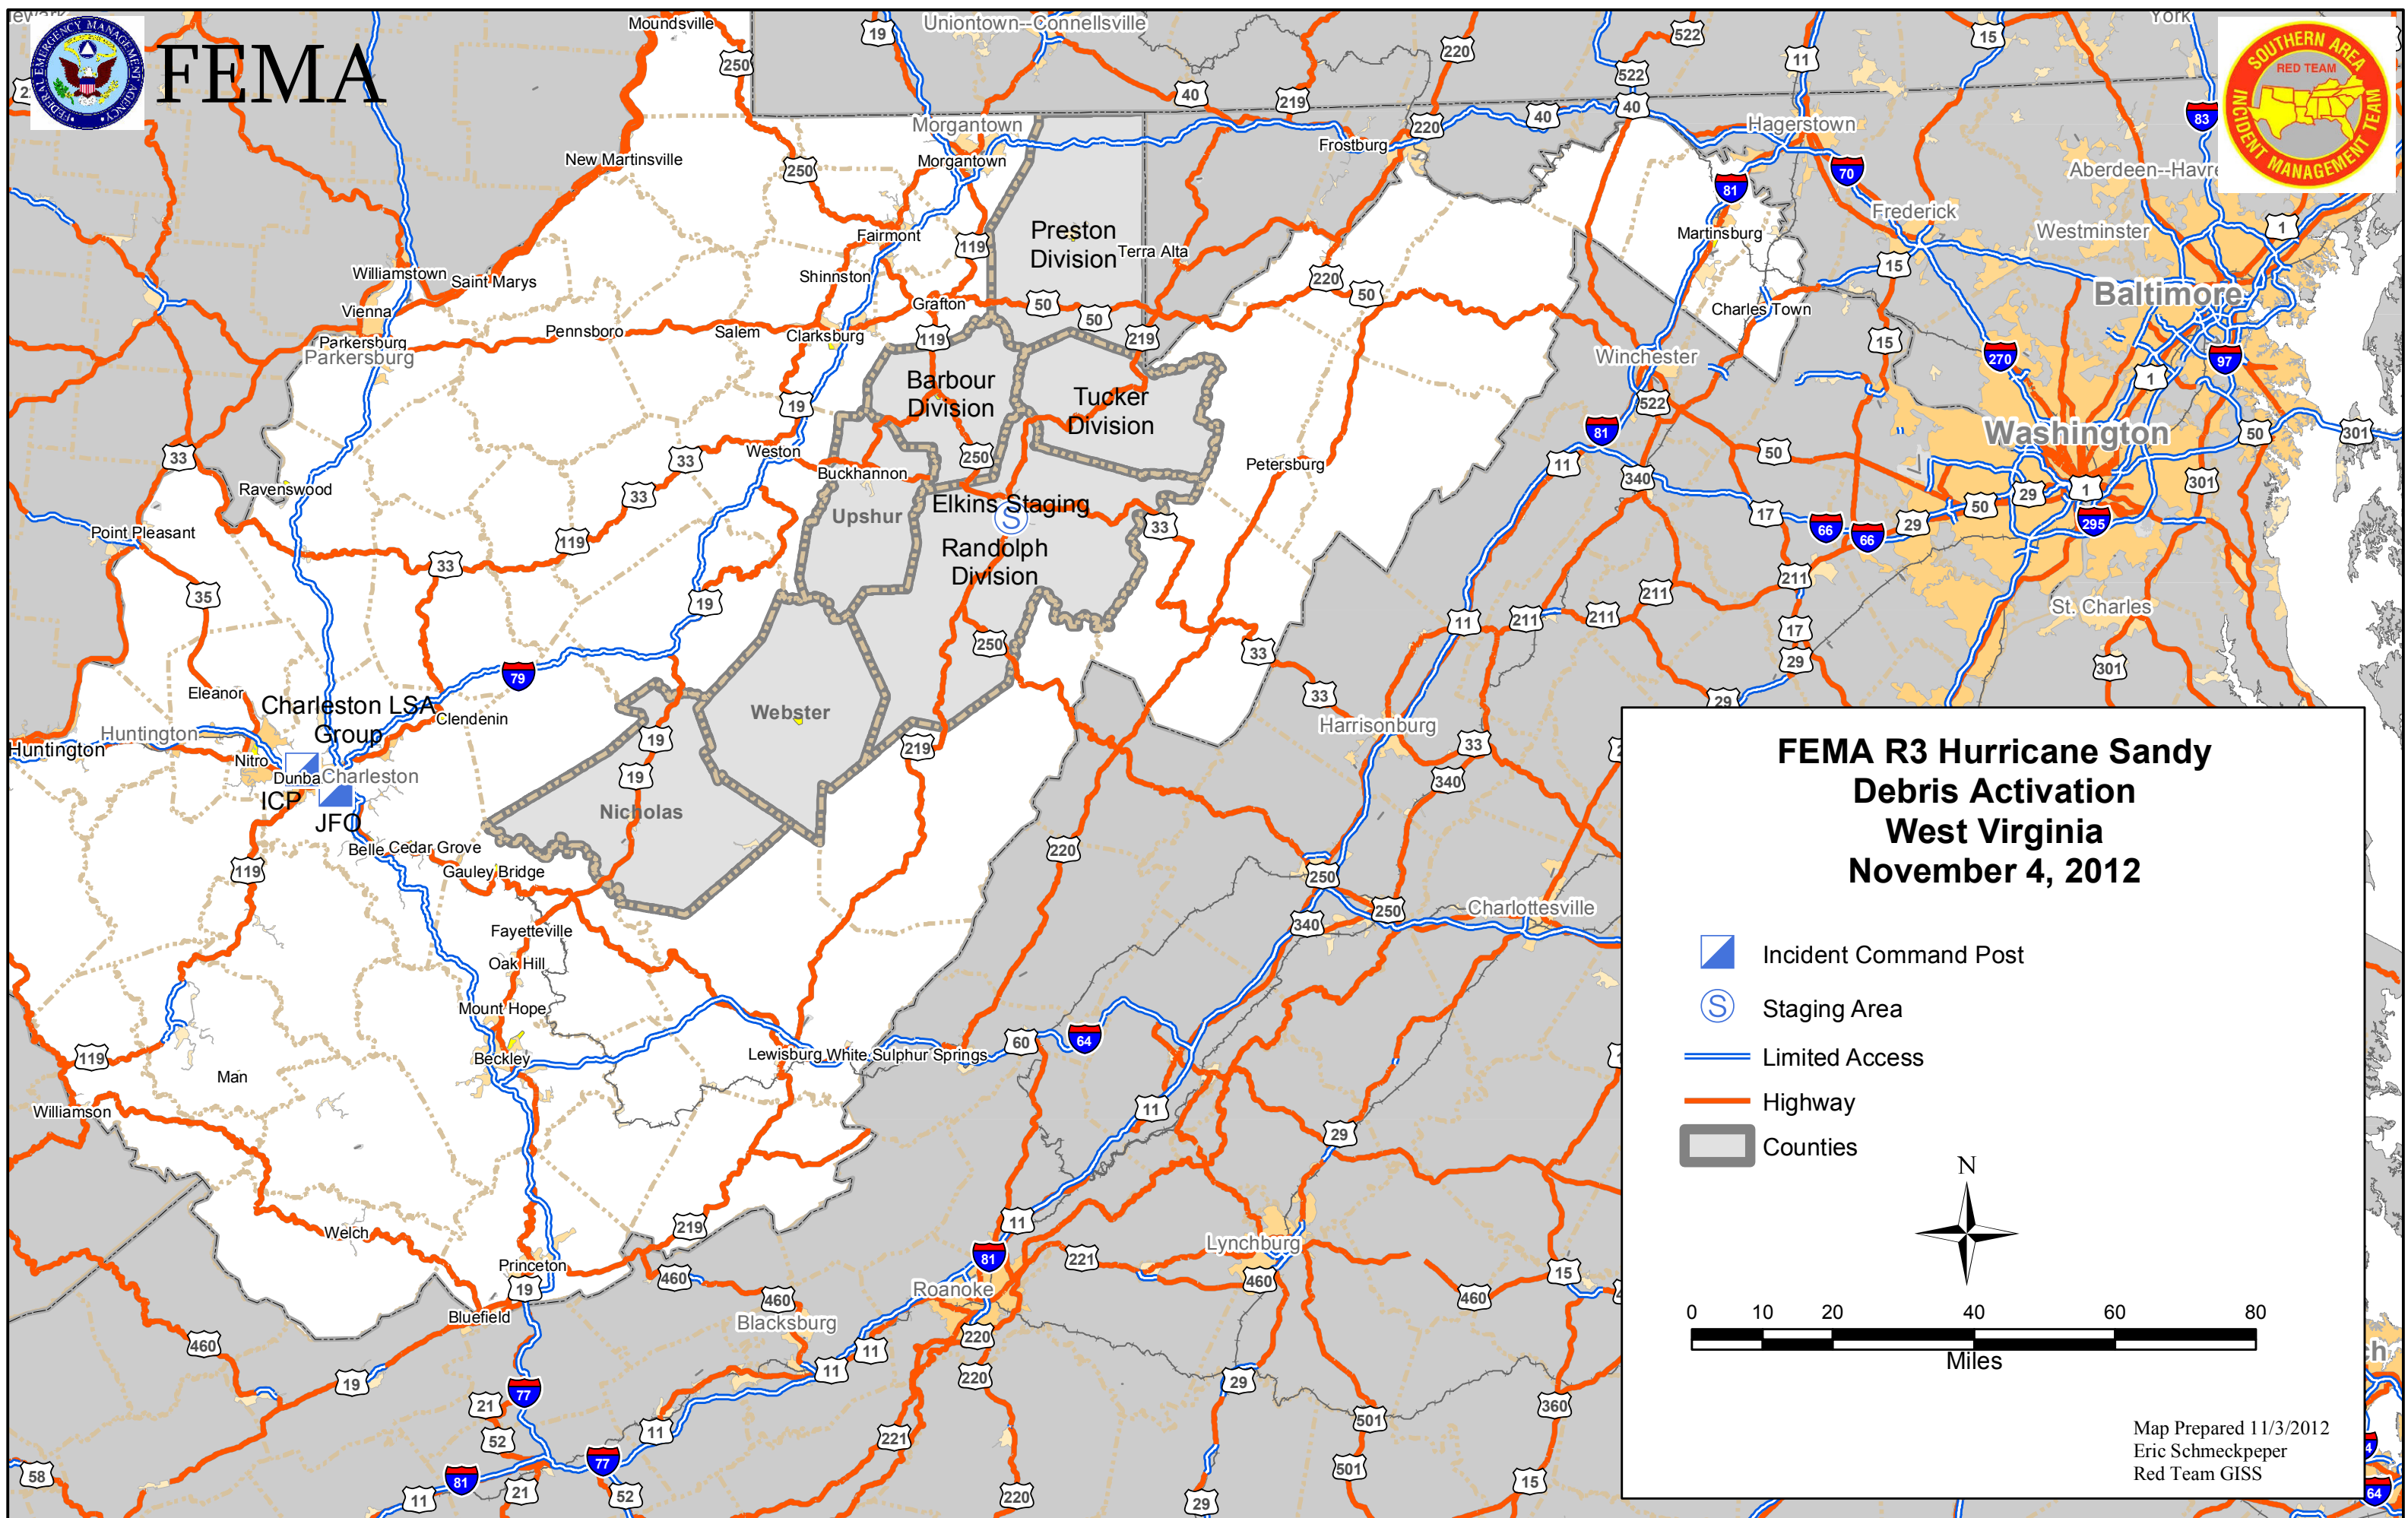 FEMA
FEDERAL EMERGENCY MANAGEMENT AGENCY
SOUTHERN AREA
RED TEAM
INCIDENT MANAGEMENT TEAM
Moundsville
Uniontown--Connellsville
York
New Martinsville
Morgantown
Morgantown
Frostburg
Hagerstown
Aberdeen--Havre
Frederick
Westminster
Martinsburg
Fairmont
Preston
Division
Terra Alta
Williamstown
Saint Marys
Shinnston
Vienna
Grafton
Baltimore
Charles Town
Pennsboro
Salem
Clarksburg
Parkersburg
Parkersburg
Winchester
Barbour
Division
Tucker
Division
Washington
Weston
Buckhannon
Petersburg
Ravenswood
Elkins Staging
S
Upshur
Point Pleasant
Randolph
Division
St. Charles
Eleanor
Charleston LSA
Group
Clendenin
Webster
Harrisonburg
Huntington
Huntington
Nitro
Dunba
Charleston
ICP
JFO
Nicholas
Belle
Cedar Grove
Gauley Bridge
Fayetteville
Charlottesville
Oak Hill
Mount Hope
Beckley
Lewisburg
White Sulphur Springs
Man
Williamson
Welch
Princeton
Bluefield
Lynchburg
Roanoke
Blacksburg
FEMA R3 Hurricane Sandy
Debris Activation
West Virginia
November 4, 2012
Incident Command Post
S Staging Area
Limited Access
Highway
Counties
N
0 10 20 40 60 80
Miles
Map Prepared 11/3/2012
Eric Schmeckpeper
Red Team GISS